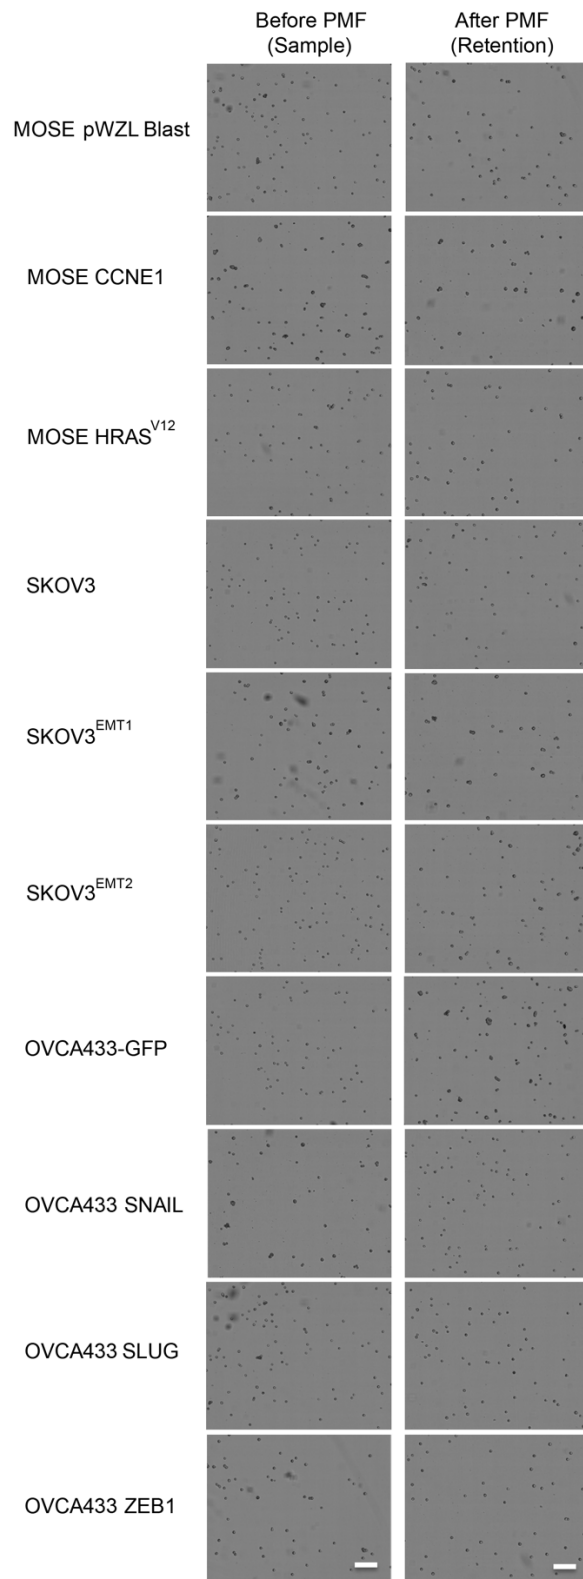 Before PMF
(Sample)
After PMF
(Retention)
MOSE pWZL Blast
MOSE CCNE1
MOSE HRAS^V12
SKOV3
SKOV3^EMT1
SKOV3^EMT2
OVCA433-GFP
OVCA433 SNAIL
OVCA433 SLUG
OVCA433 ZEB1